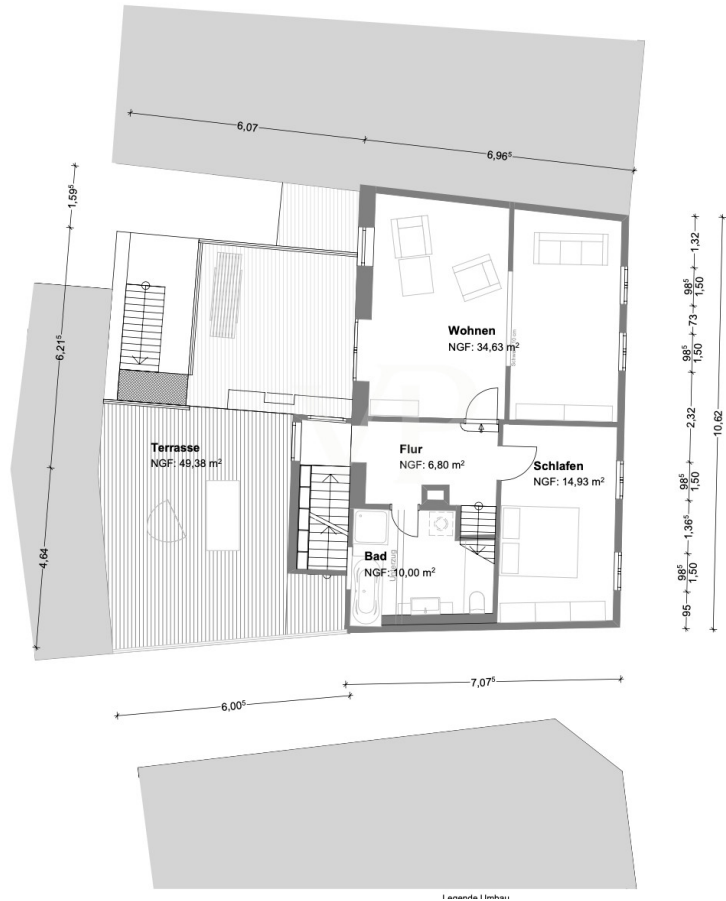 6,07
6,96⁵
1,59⁵
6,21⁵
4,64
Wohnen
NGF: 34,63 m²
Terrasse
NGF: 49,38 m²
Flur
NGF: 6,80 m²
Schlafen
NGF: 14,93 m²
Bad
NGF: 10,00 m²
1,32
98⁵
1,50
73
98⁵
1,50
2,32
98⁵
1,50
1,36⁵
98⁵
1,50
95
10,62
7,07⁵
6,00⁵
Legende Umbau